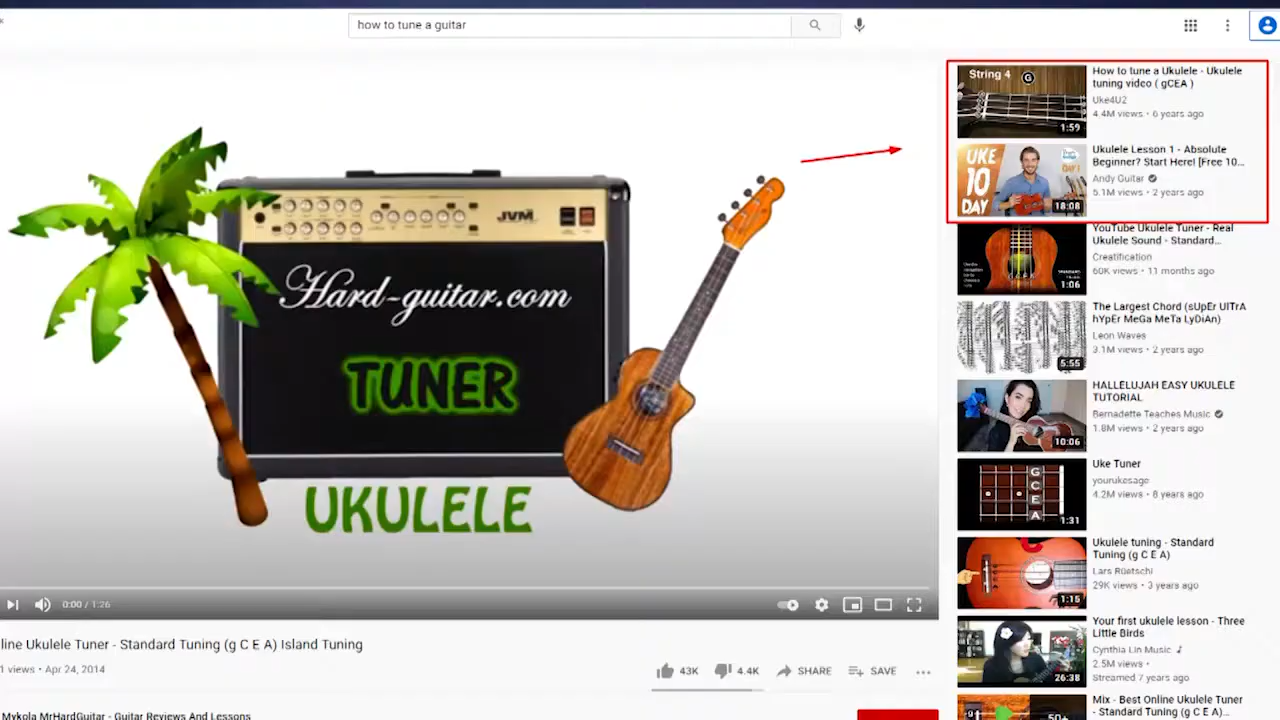 how to tune a guitar
JVM
Hard-guitar.com
TUNER
UKULELE
0:00 / 1:26
line Ukulele Tuner - Standard Tuning (g C E A) Island Tuning
1 views • Apr 24, 2014
43K
4.4K
SHARE
SAVE
Mykola MrHardGuitar - Guitar Reviews And Lessons
String 4 G
1:59
How to tune a Ukulele - Ukulele
tuning video ( gCEA )
Uke4U2
4.4M views • 6 years ago
UKE
10
DAY
DAY 1
18:08
Ukulele Lesson 1 - Absolute
Beginner? Start Here! [Free 10...
Andy Guitar
5.1M views • 2 years ago
1:06
YouTube Ukulele Tuner - Real
Ukulele Sound - Standard...
Creatification
60K views • 11 months ago
5:55
The Largest Chord (sUpEr UlTrA
hYpEr MeGa MeTa LyDiAn)
Leon Waves
3.1M views • 2 years ago
10:06
HALLELUJAH EASY UKULELE
TUTORIAL
Bernadette Teaches Music
1.8M views • 2 years ago
G
C
E
A
1:31
Uke Tuner
yourukesage
4.2M views • 8 years ago
1:15
Ukulele tuning - Standard
Tuning (g C E A)
Lars Rüetschi
29K views • 3 years ago
26:38
Your first ukulele lesson - Three
Little Birds
Cynthia Lin Music
2.5M views •
Streamed 7 years ago
50+
Mix - Best Online Ukulele Tuner
- Standard Tuning (g C E A)...